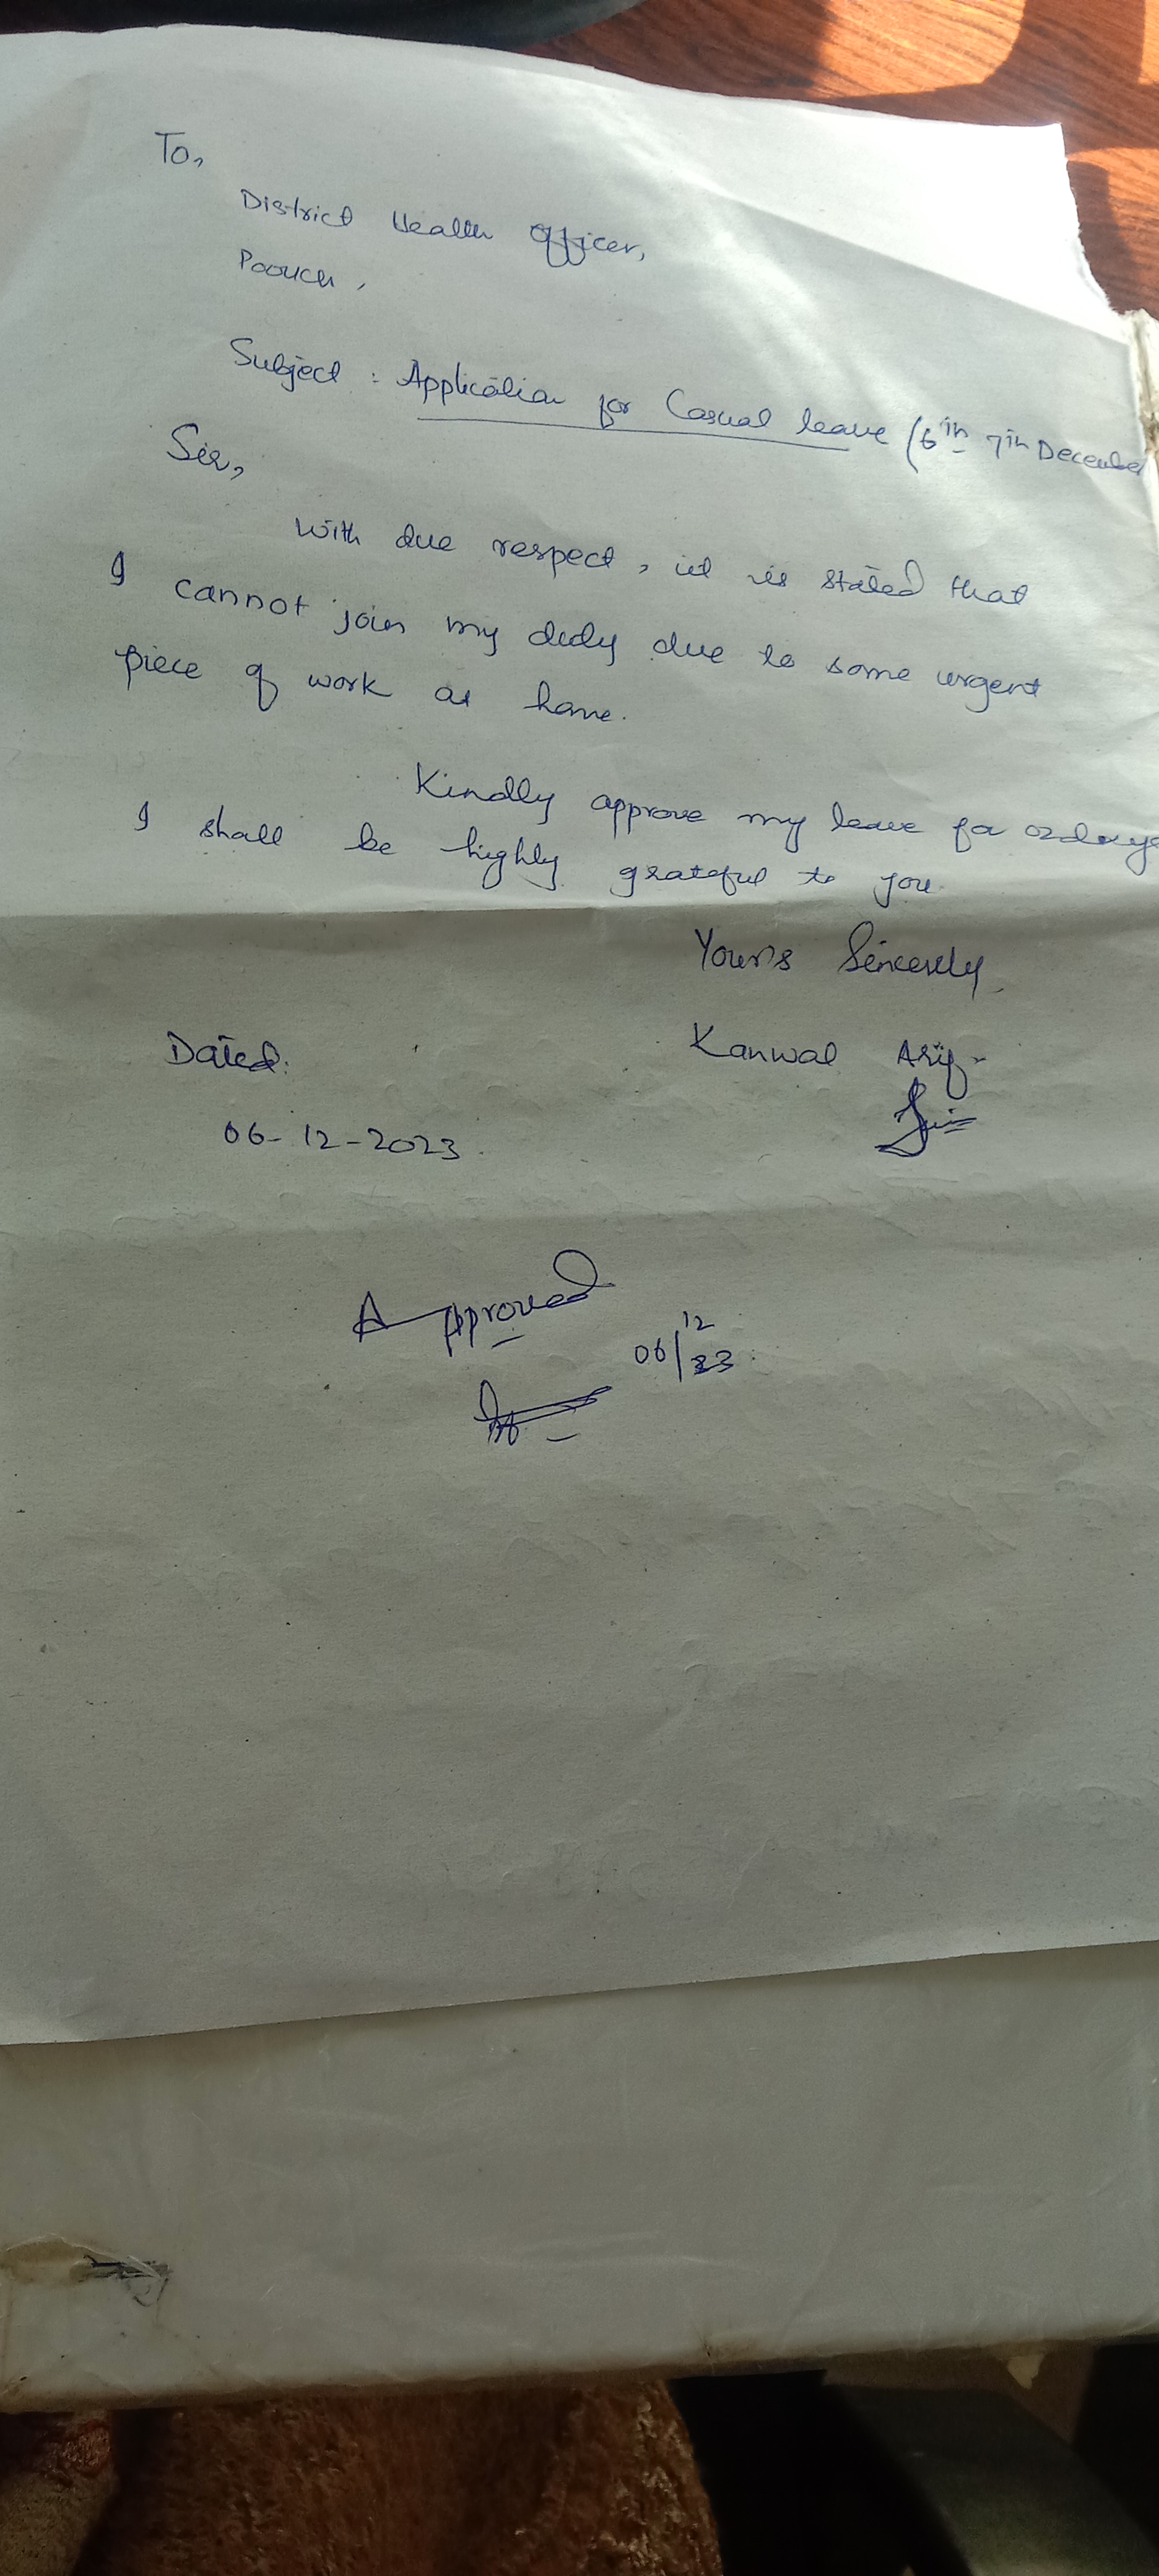 To,
District Health Officer,
Poonch,
Subject : Application for Casual leave (6th 7th December
Sir,
With due respect, it is stated that
I cannot join my duty due to some urgent
piece of work at home.
Kindly approve my leave for 02 days
I shall be highly grateful to you.
Your's Sincerely,
Kanwal Arif
Dated:
06-12-2023.
Approved
06/12/23